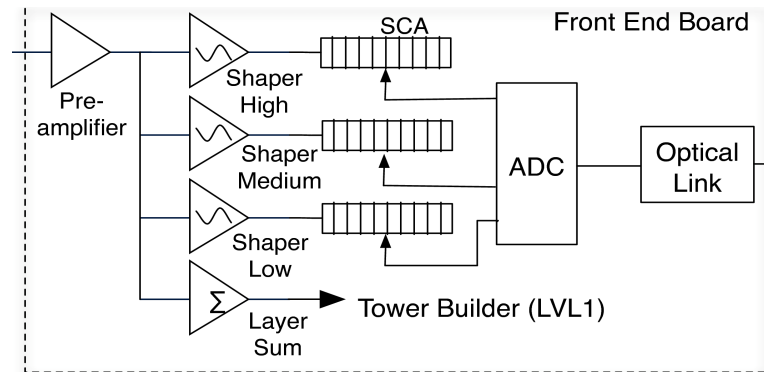 Front End Board
SCA
Pre-
amplifier
Shaper
High
Shaper
Medium
Shaper
Low
Σ
Layer
Sum
ADC
Optical
Link
Tower Builder (LVL1)